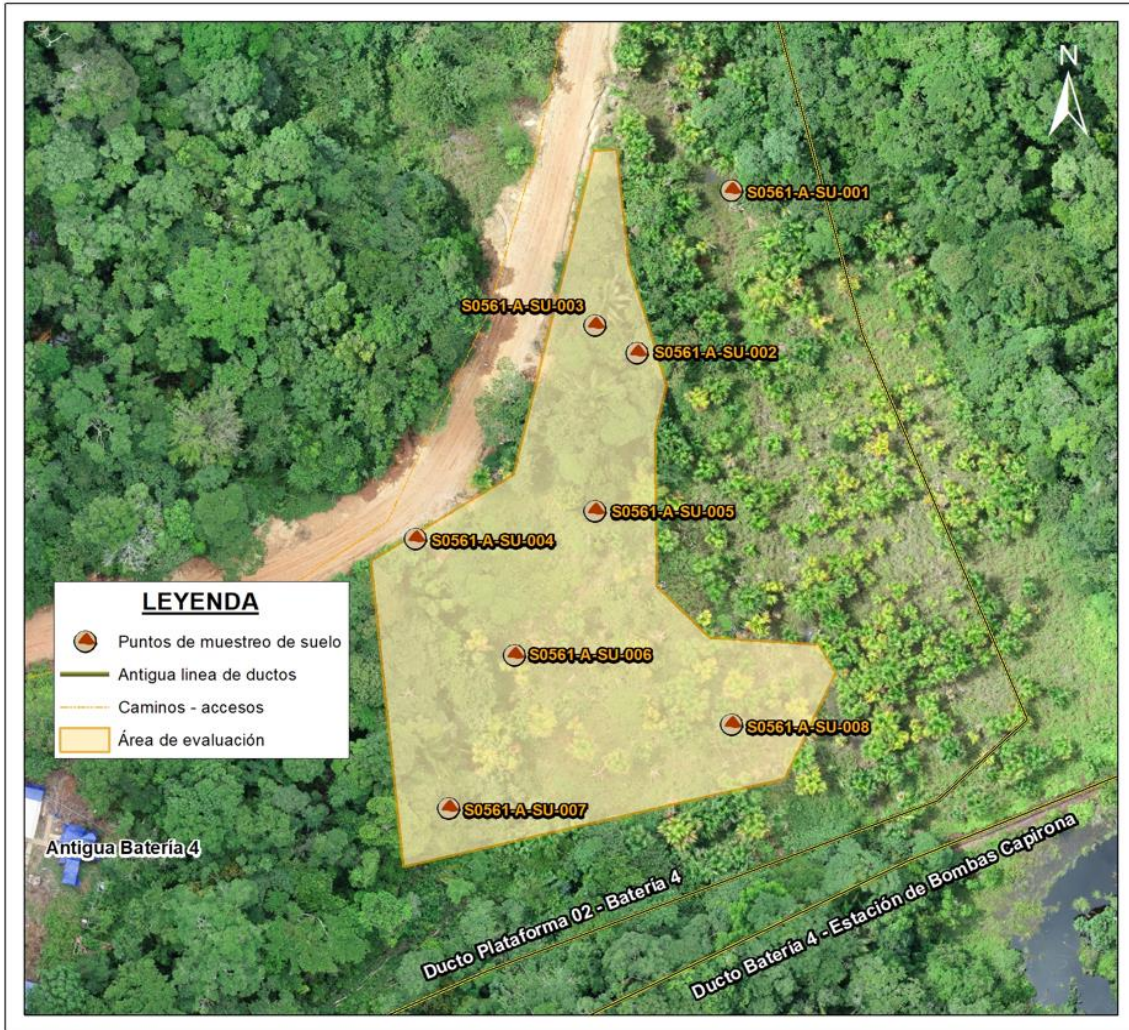 N
S0561-A-SU-001
S0561-A-SU-003
S0561-A-SU-002
S0561-A-SU-005
S0561-A-SU-004
S0561-A-SU-006
S0561-A-SU-008
S0561-A-SU-007
LEYENDA
Puntos de muestreo de suelo
Antigua linea de ductos
Caminos - accesos
Área de evaluación
Antigua Batería 4
Ducto Plataforma 02 - Batería 4
Ducto Batería 4 - Estación de Bombas Capirona